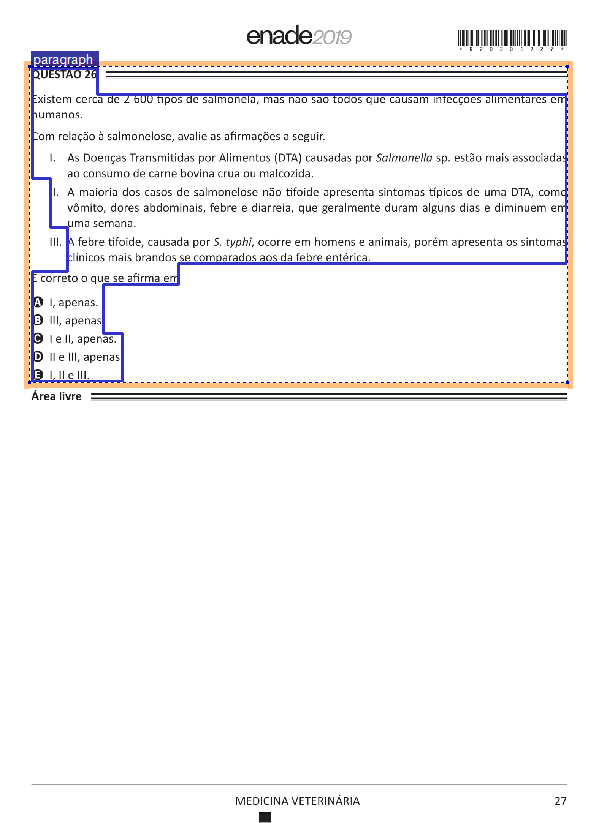 enade2019
paragraph
QUESTÃO 26
Existem cerca de 2 600 tipos de salmonela, mas não são todos que causam infecções alimentares em
humanos.
Com relação à salmonelose, avalie as afirmações a seguir.
I. As Doenças Transmitidas por Alimentos (DTA) causadas por Salmonella sp. estão mais associadas
ao consumo de carne bovina crua ou malcozida.
II. A maioria dos casos de salmonelose não tifoide apresenta sintomas típicos de uma DTA, como
vômito, dores abdominais, febre e diarreia, que geralmente duram alguns dias e diminuem em
uma semana.
III. A febre tifoide, causada por S. typhi, ocorre em homens e animais, porém apresenta os sintomas
clínicos mais brandos se comparados aos da febre entérica.
É correto o que se afirma em
A I, apenas.
B III, apenas.
C I e II, apenas.
D II e III, apenas.
E I, II e III.
Área livre
MEDICINA VETERINÁRIA 27